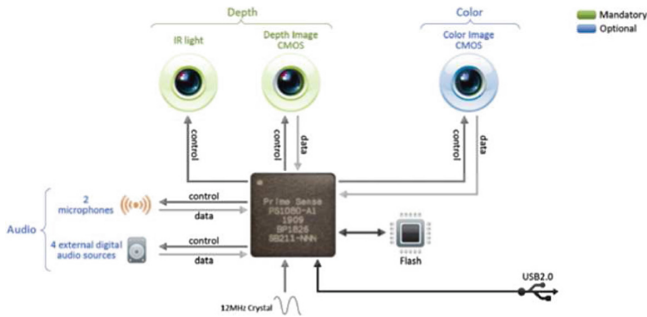 Depth
Color
Mandatory
Optional
IR light
Depth Image
CMOS
Color Image
CMOS
control
control
data
control
data
Audio
2
microphones
control
data
4 external digital
audio sources
control
data
Prime Sense
PS1080-A1
1909
SP1826
SB211-NNN
Flash
USB2.0
12MHz Crystal